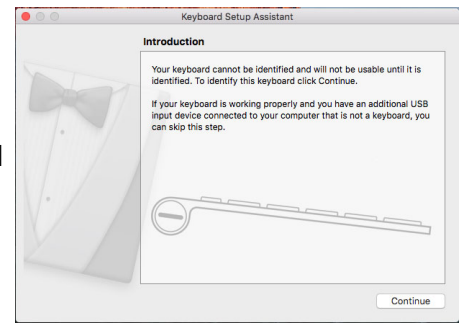 Keyboard Setup Assistant
Introduction
Your keyboard cannot be identified and will not be usable until it is
identified. To identify this keyboard click Continue.
If your keyboard is working properly and you have an additional USB
input device connected to your computer that is not a keyboard, you
can skip this step.
Continue